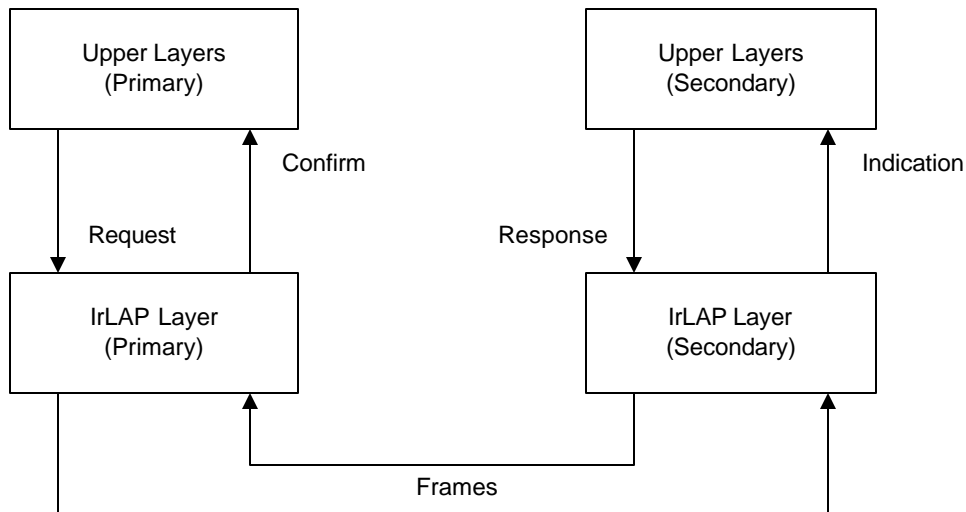 Upper Layers
(Primary)
Upper Layers
(Secondary)
Confirm
Indication
Request
Response
IrLAP Layer
(Primary)
IrLAP Layer
(Secondary)
Frames